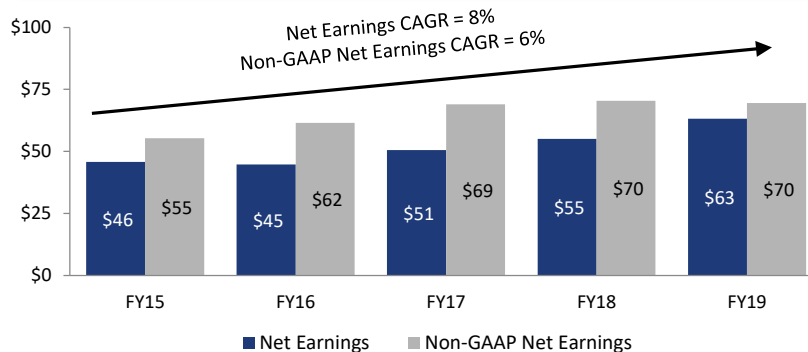 Net Earnings CAGR = 8%
Non-GAAP Net Earnings CAGR = 6%
$100
$75
$50
$25
$0
$46
$55
$45
$62
$51
$69
$55
$70
$63
$70
FY15
FY16
FY17
FY18
FY19
Net Earnings
Non-GAAP Net Earnings